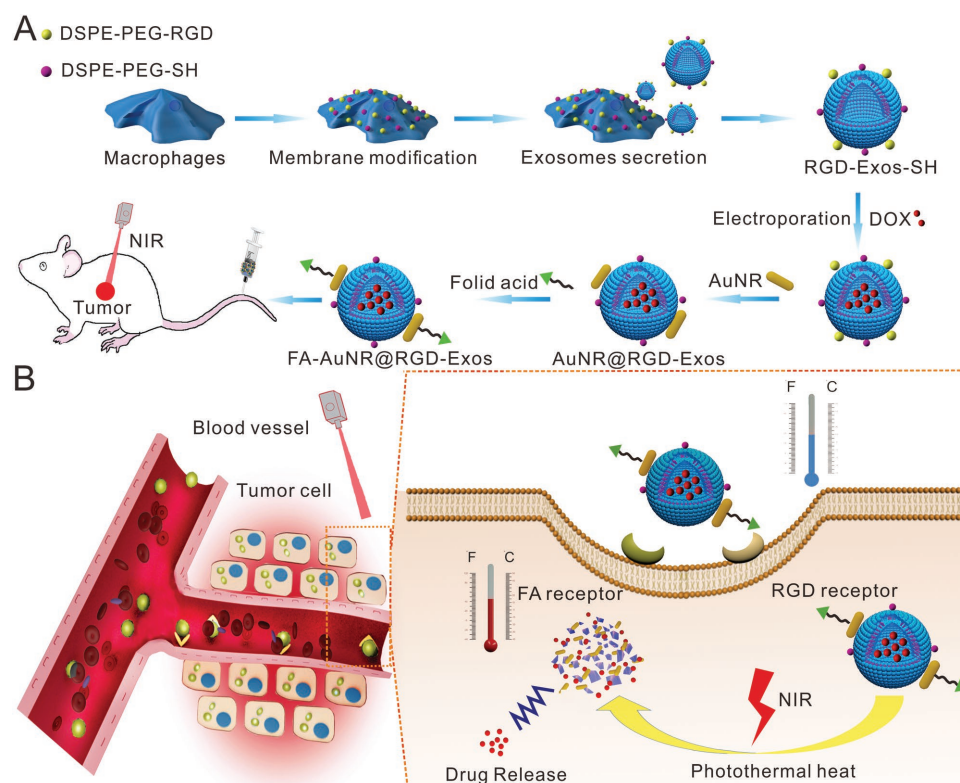 A
DSPE-PEG-RGD
DSPE-PEG-SH
Macrophages
Membrane modification
Exosomes secretion
RGD-Exos-SH
Electroporation
DOX
NIR
Tumor
Folid acid
AuNR
FA-AuNR@RGD-Exos
AuNR@RGD-Exos
B
Blood vessel
Tumor cell
F C
F C
FA receptor
RGD receptor
NIR
Drug Release
Photothermal heat